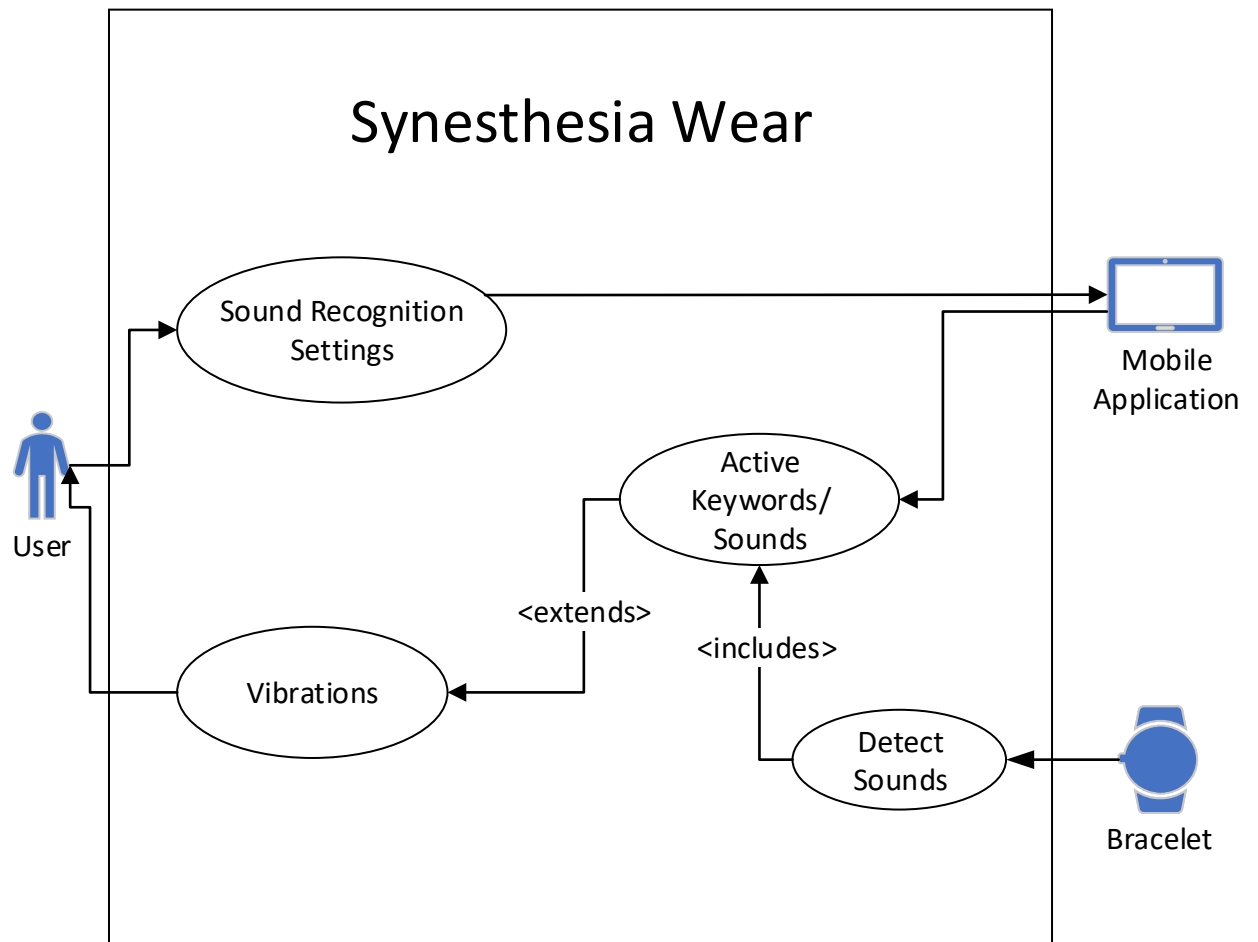 Synesthesia Wear
Sound Recognition
Settings
Mobile
Application
Active
Keywords/
Sounds
User
<extends>
<includes>
Vibrations
Detect
Sounds
Bracelet